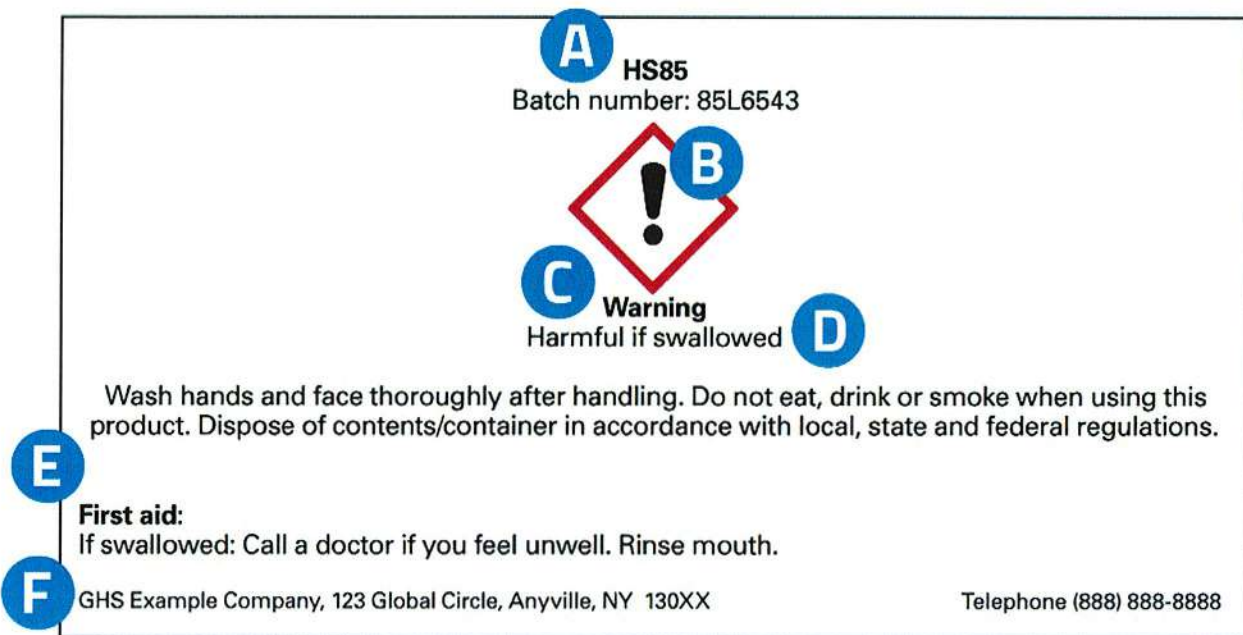 A
HS85
Batch number: 85L6543
B
!
C
Warning
Harmful if swallowed D
Wash hands and face thoroughly after handling. Do not eat, drink or smoke when using this
product. Dispose of contents/container in accordance with local, state and federal regulations.
E
First aid:
If swallowed: Call a doctor if you feel unwell. Rinse mouth.
F GHS Example Company, 123 Global Circle, Anyville, NY 130XX Telephone (888) 888-8888